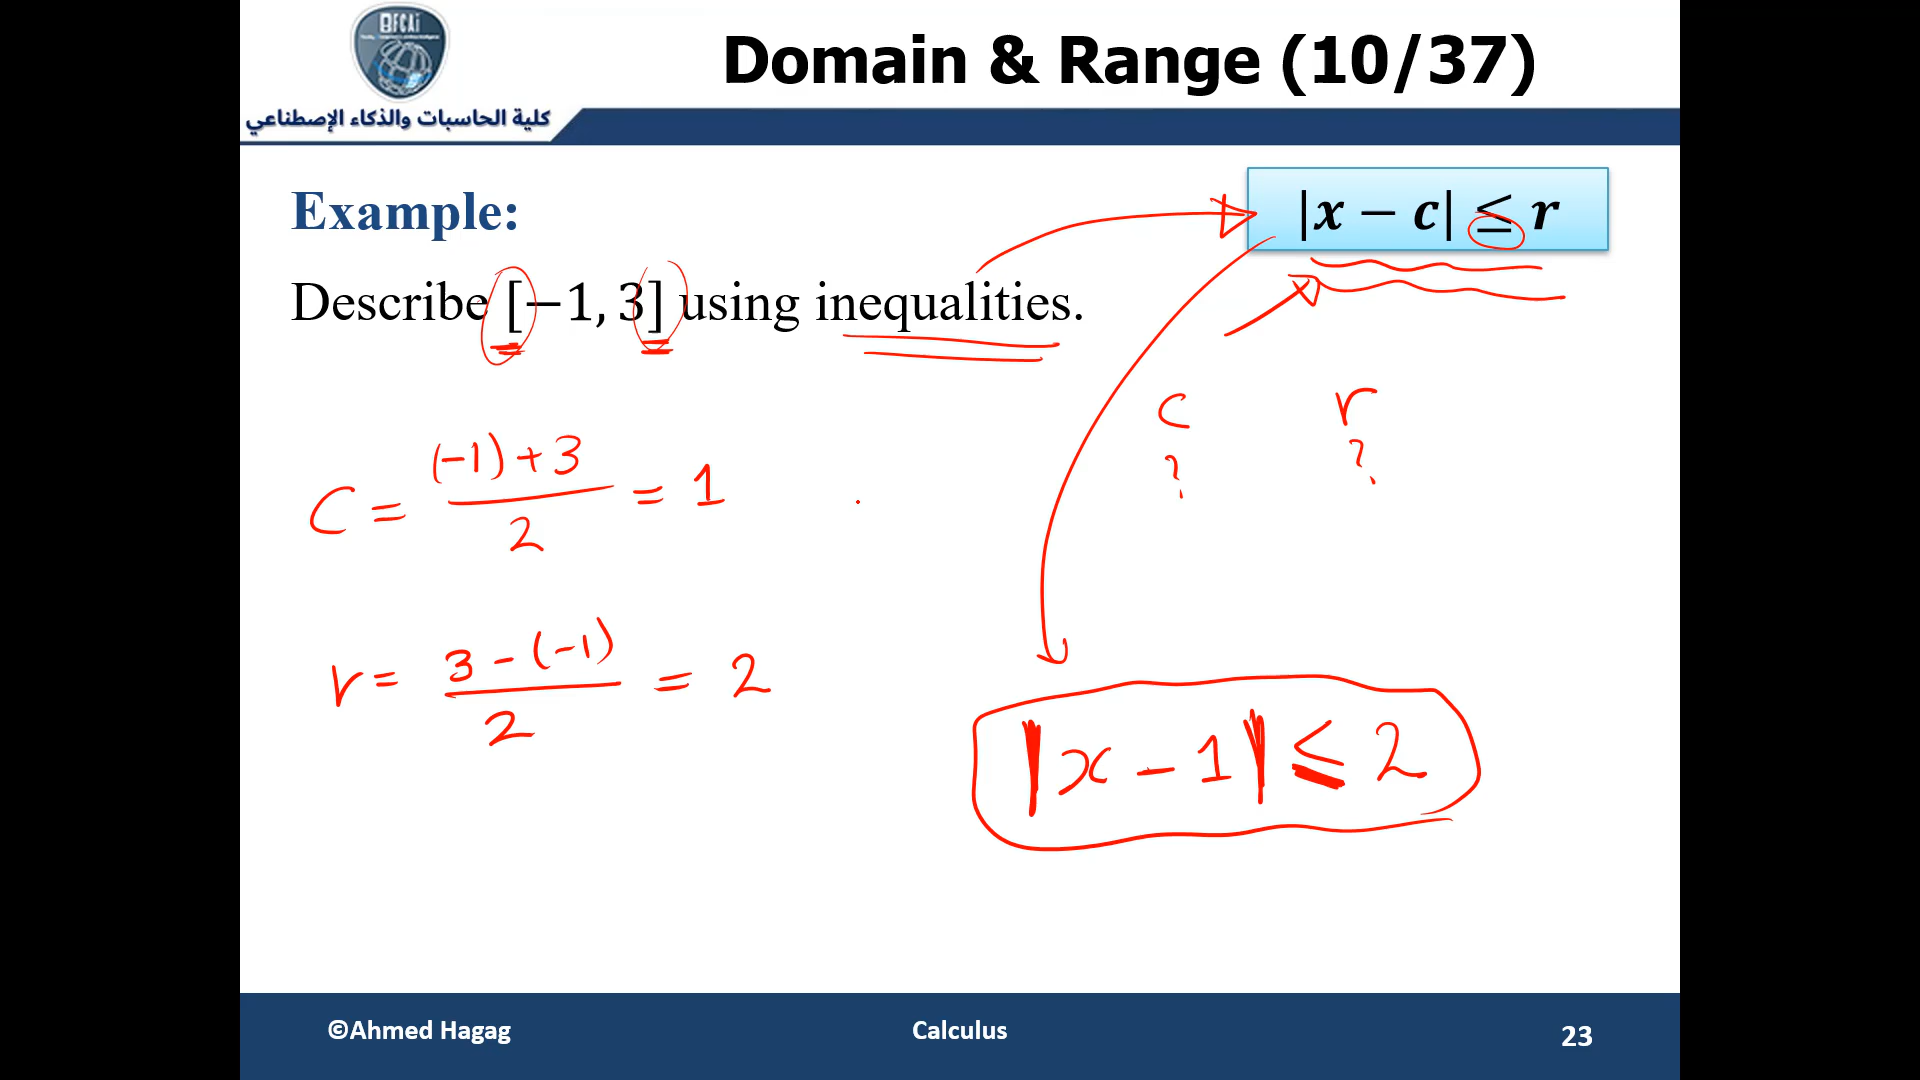 BFCAi
كلية الحاسبات والذكاء الإصطناعي
Domain & Range (10/37)
Example:
|x − c| ≤ r
Describe [−1, 3] using inequalities.
c r
? ?
C = (-1) + 3 / 2 = 1
r = 3 - (-1) / 2 = 2
|x - 1| ≤ 2
©Ahmed Hagag
Calculus
23